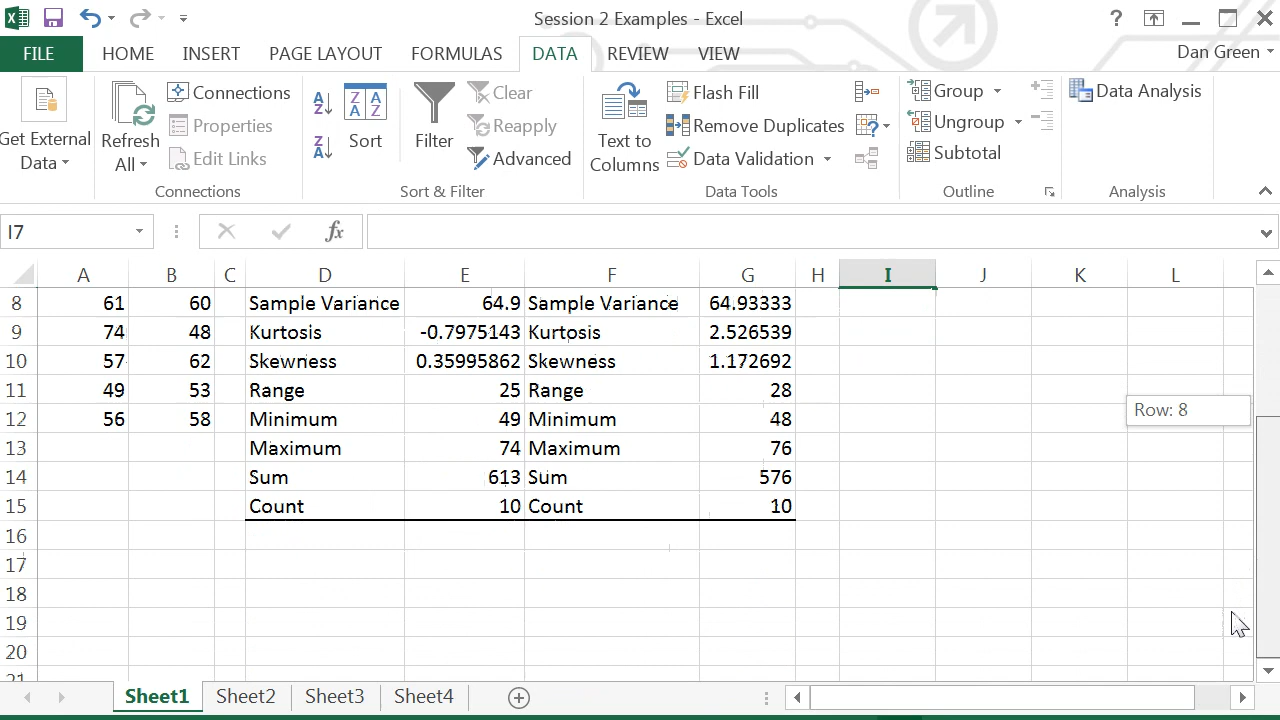 Session 2 Examples - Excel
?
FILE HOME INSERT PAGE LAYOUT FORMULAS DATA REVIEW VIEW Dan Green
Get External Data
Refresh All
Connections
Properties
Edit Links
Connections
Sort
Filter
Clear
Reapply
Advanced
Sort & Filter
Text to Columns
Flash Fill
Remove Duplicates
Data Validation
Data Tools
Group
Ungroup
Subtotal
Outline
Data Analysis
Analysis
I7
fx
A B C D E F G H I J K L
8 61 60 Sample Variance 64.9 Sample Variance 64.93333
9 74 48 Kurtosis -0.7975143 Kurtosis 2.526539
10 57 62 Skewness 0.35995862 Skewness 1.172692
11 49 53 Range 25 Range 28
12 56 58 Minimum 49 Minimum 48
Row: 8
13 Maximum 74 Maximum 76
14 Sum 613 Sum 576
15 Count 10 Count 10
16
17
18
19
20
21
Sheet1 Sheet2 Sheet3 Sheet4